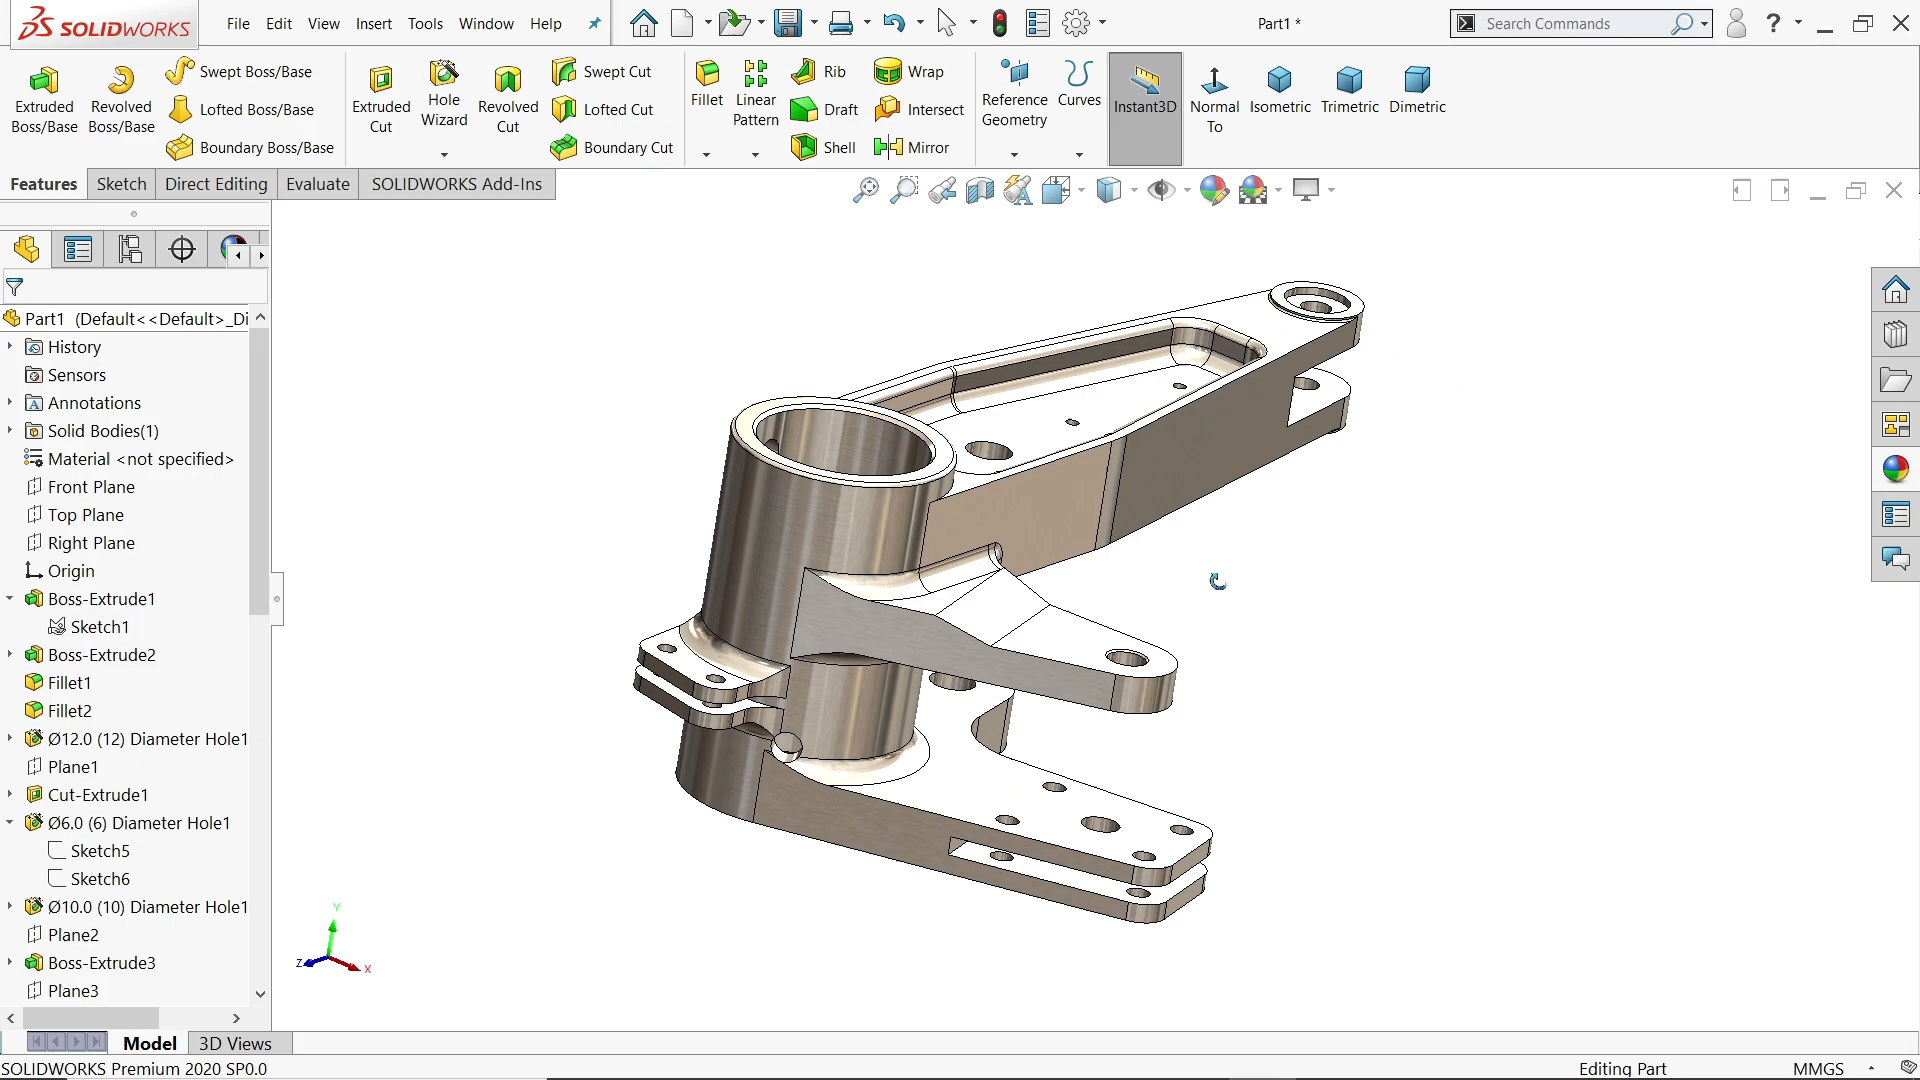 SOLIDWORKS
File Edit View Insert Tools Window Help
Part1 *
Search Commands
?
Extruded Boss/Base
Revolved Boss/Base
Swept Boss/Base
Lofted Boss/Base
Boundary Boss/Base
Extruded Cut
Hole Wizard
Revolved Cut
Swept Cut
Lofted Cut
Boundary Cut
Fillet
Linear Pattern
Rib
Draft
Shell
Wrap
Intersect
Mirror
Reference Geometry
Curves
Instant3D
Normal To
Isometric
Trimetric
Dimetric
Features Sketch Direct Editing Evaluate SOLIDWORKS Add-Ins
Part1 (Default<<Default>_Di
History
Sensors
Annotations
Solid Bodies(1)
Material <not specified>
Front Plane
Top Plane
Right Plane
Origin
Boss-Extrude1
Sketch1
Boss-Extrude2
Fillet1
Fillet2
Ø12.0 (12) Diameter Hole1
Plane1
Cut-Extrude1
Ø6.0 (6) Diameter Hole1
Sketch5
Sketch6
Ø10.0 (10) Diameter Hole1
Plane2
Boss-Extrude3
Plane3
Y
Z
X
Model 3D Views
SOLIDWORKS Premium 2020 SP0.0
Editing Part
MMGS